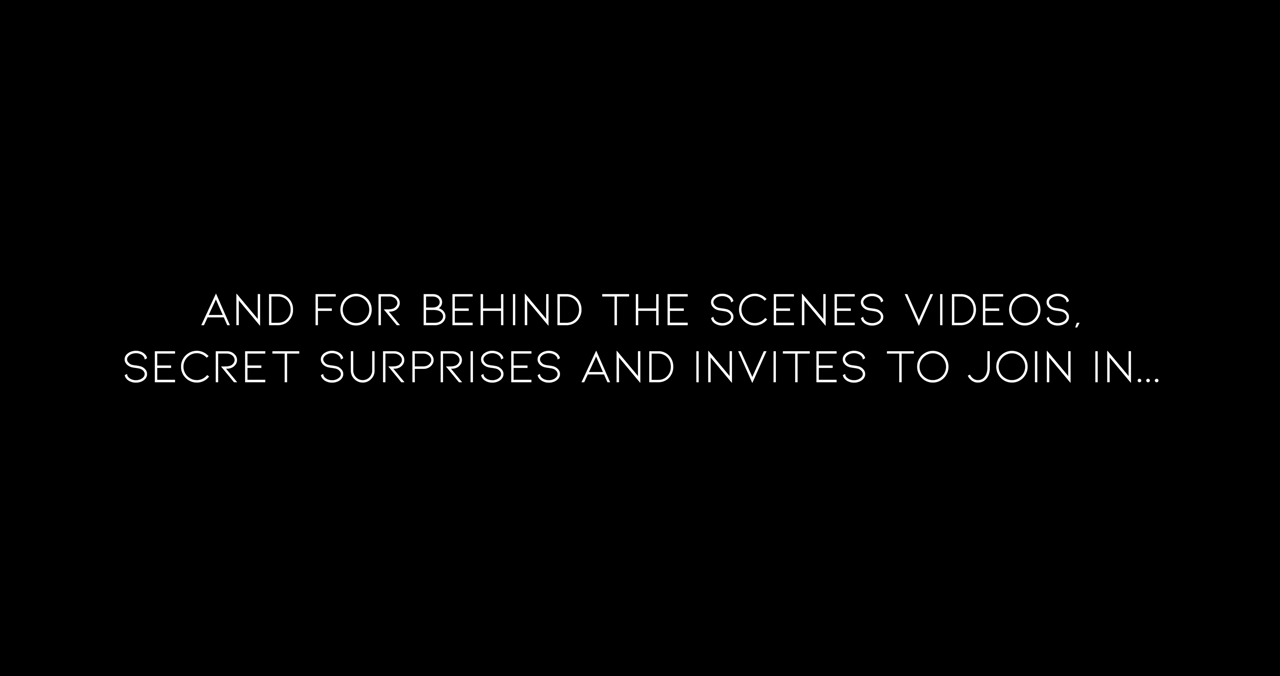 AND FOR BEHIND THE SCENES VIDEOS,
SECRET SURPRISES AND INVITES TO JOIN IN...